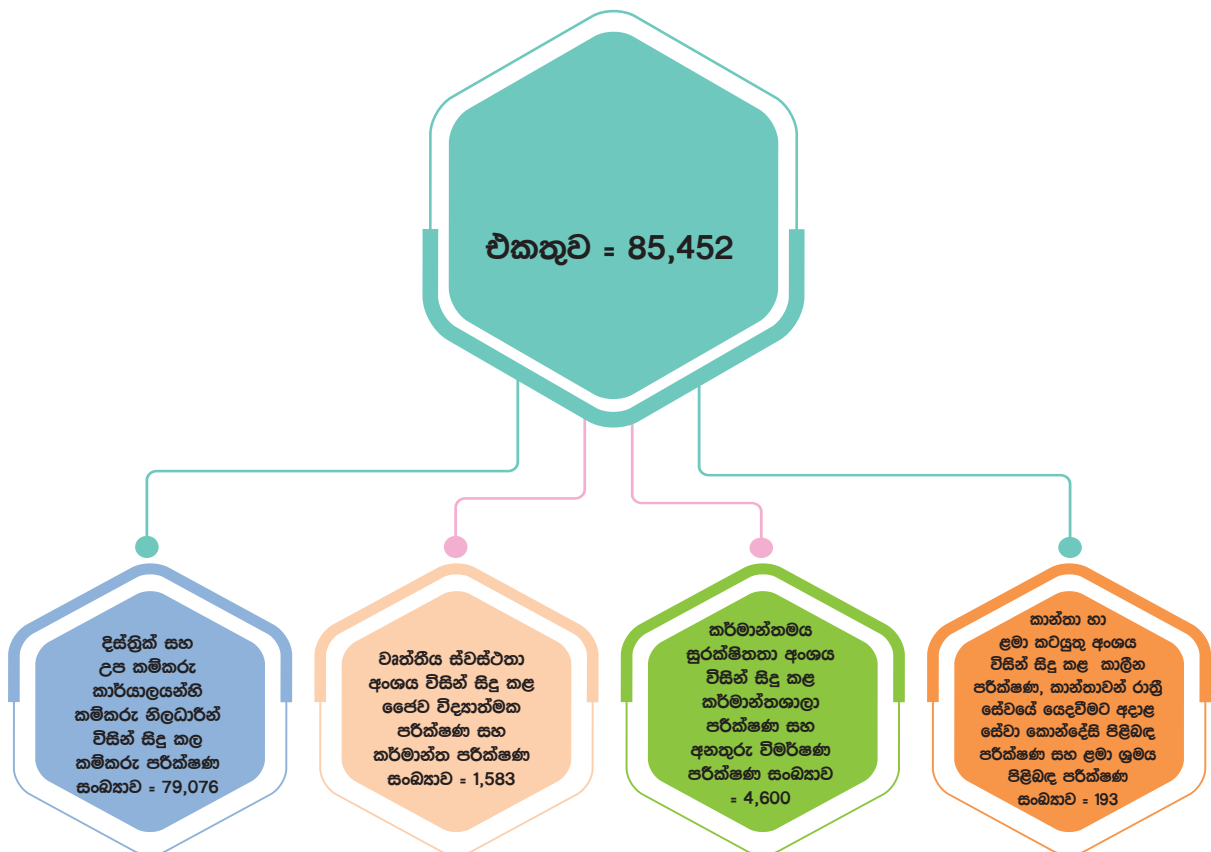 එකතුව = 85,452
දිස්ත්‍රික් සහ
උප කම්කරු
කාර්යාලයන්හි
කම්කරු නිලධාරීන්
විසින් සිදු කල
කම්කරු පරීක්ෂණ
සංඛ්‍යාව = 79,076
වෘත්තීය ස්වස්ථතා
අංශය විසින් සිදු කළ
ජෛව විද්‍යාත්මක
පරීක්ෂණ සහ
කර්මාන්ත පරීක්ෂණ
සංඛ්‍යාව = 1,583
කර්මාන්තමය
සුරක්ෂිතතා අංශය
විසින් සිදු කළ
කර්මාන්තශාලා
පරීක්ෂණ සහ
අනතුරු විමර්ෂණ
පරීක්ෂණ සංඛ්‍යාව
= 4,600
කාන්තා හා
ළමා කටයුතු අංශය
විසින් සිදු කළ කාලීන
පරීක්ෂණ, කාන්තාවන් රාත්‍රී
සේවයේ යෙදවීමට අදාළ
සේවා කොන්දේසි පිළිබඳ
පරීක්ෂණ සහ ළමා ශ්‍රමය
පිළිබඳ පරීක්ෂණ
සංඛ්‍යාව = 193